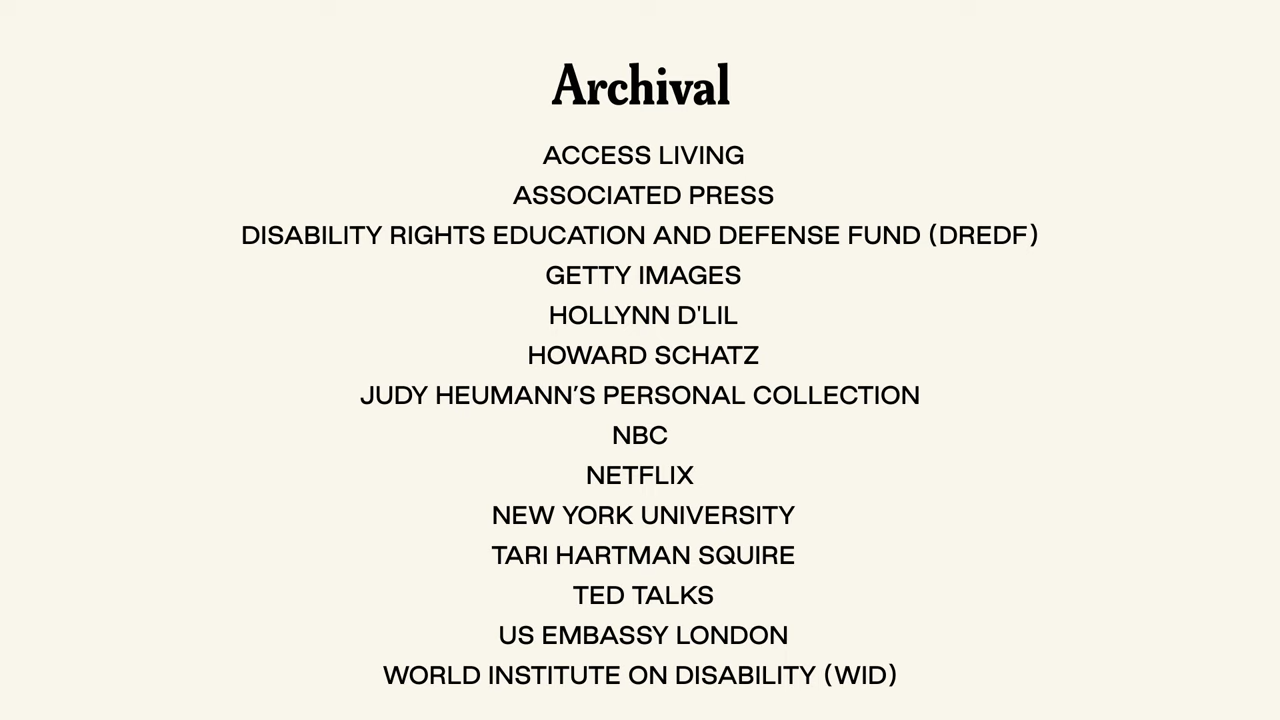 Archival
ACCESS LIVING
ASSOCIATED PRESS
DISABILITY RIGHTS EDUCATION AND DEFENSE FUND (DREDF)
GETTY IMAGES
HOLLYNN D'LIL
HOWARD SCHATZ
JUDY HEUMANN’S PERSONAL COLLECTION
NBC
NETFLIX
NEW YORK UNIVERSITY
TARI HARTMAN SQUIRE
TED TALKS
US EMBASSY LONDON
WORLD INSTITUTE ON DISABILITY (WID)